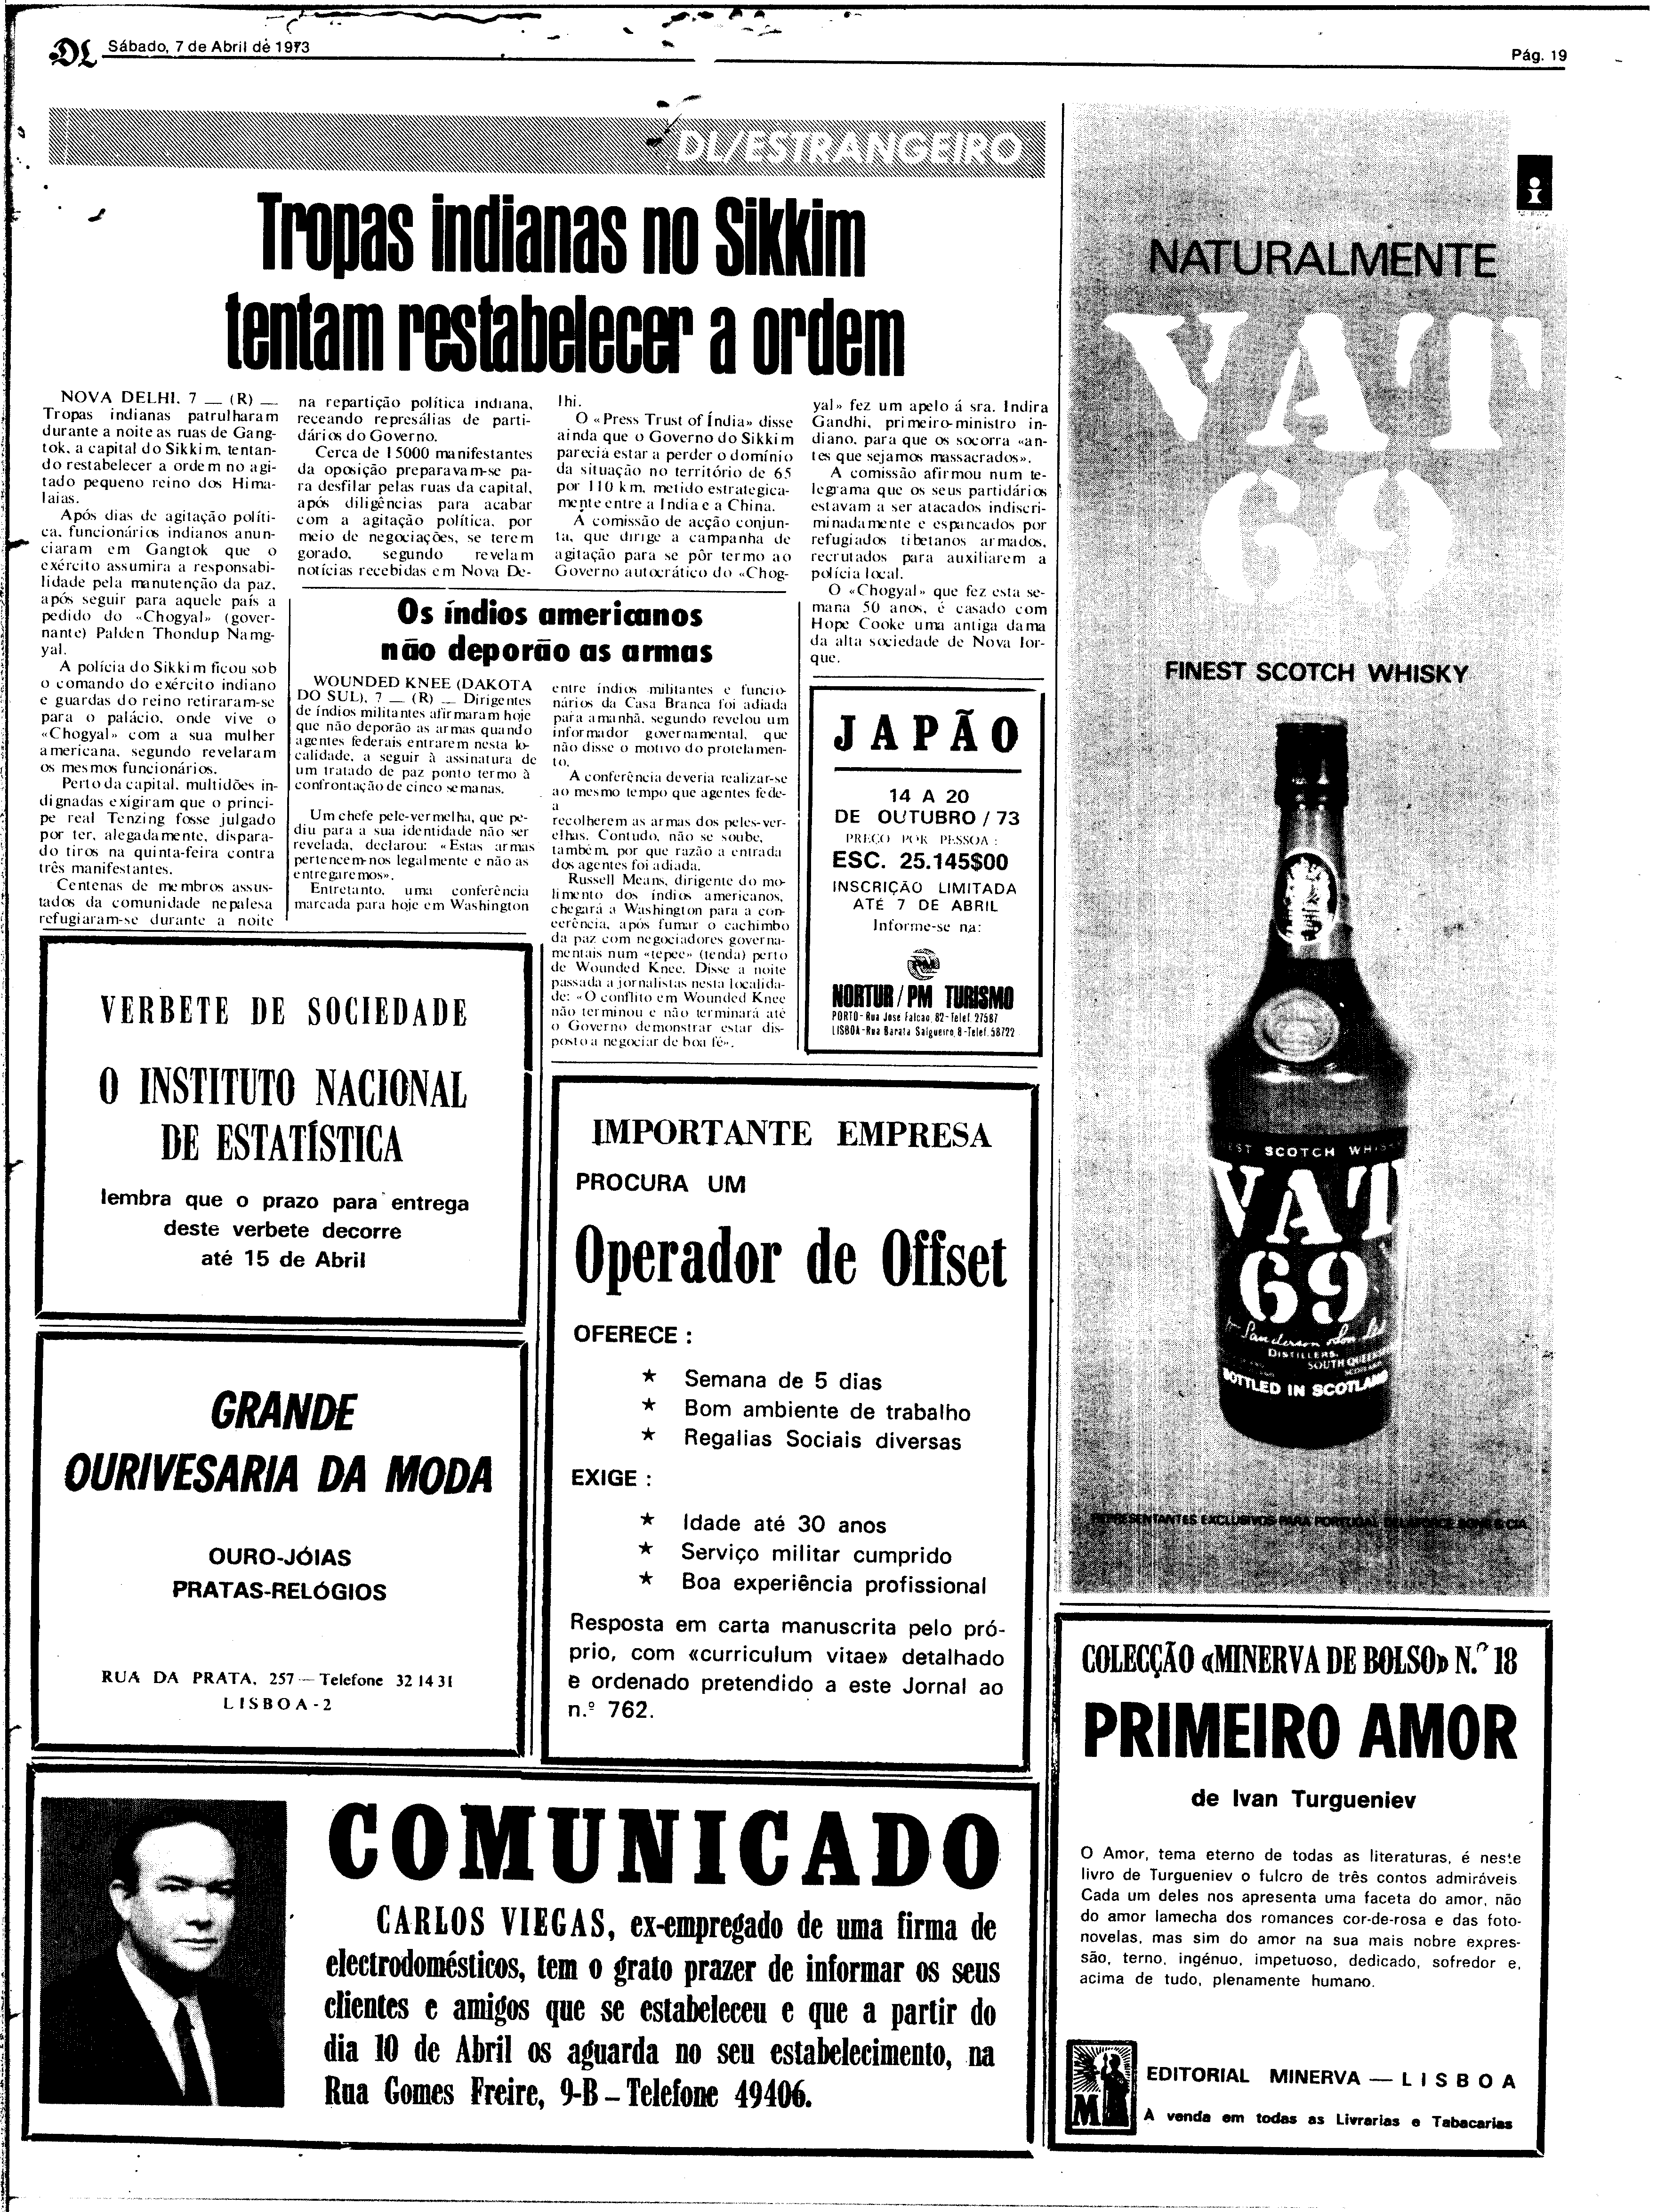 DL Sábado, 7 de Abril de 1973
Pág. 19
DL/ESTRANGEIRO
Tropas indianas no Sikkim
tentam restabelecer a ordem
NOVA DELHI, 7 — (R) —
Tropas indianas patrulharam
durante a noite as ruas de Gang-
tok, a capital do Sikkim, tentan-
do restabelecer a ordem no agi-
tado pequeno reino dos Hima-
laias.
Após dias de agitação políti-
ca, funcionários indianos anun-
ciaram em Gangtok que o
exército assumira a responsabi-
lidade pela manutenção da paz,
após seguir para aquele país a
pedido do «Chogyal» (gover-
nante) Palden Thondup Namg-
yal.
A polícia do Sikkim ficou sob
o comando do exército indiano
e guardas do reino retiraram-se
para o palácio, onde vive o
«Chogyal» com a sua mulher
americana, segundo revelaram
os mesmos funcionários.
Perto da capital, multidões in-
dignadas exigiram que o prínci-
pe real Tenzing fosse julgado
por ter, alegadamente, dispara-
do tiros na quinta-feira contra
três manifestantes.
Centenas de membros assus-
tados da comunidade nepalesa
refugiaram-se durante a noite
na repartição política indiana,
receando represálias de parti-
dários do Governo.
Cerca de 15000 manifestantes
da oposição preparavam-se pa-
ra desfilar pelas ruas da capital,
após diligências para acabar
com a agitação política, por
meio de negociações, se terem
gorado, segundo revelam
notícias recebidas em Nova De-
lhi.
O «Press Trust of Índia» disse
ainda que o Governo do Sikkim
parecia estar a perder o domínio
da situação no território de 65
por 110 km, metido estrategica-
mente entre a Índia e a China.
A comissão de acção conjun-
ta, que dirige a campanha de
agitação para se pôr termo ao
Governo autocrático do «Chog-
yal» fez um apelo á sra. Indira
Gandhi, primeiro-ministro in-
diano, para que os socorra «an-
tes que sejamos massacrados».
A comissão afirmou num te-
legrama que os seus partidários
estavam a ser atacados indiscri-
minadamente e espancados por
refugiados tibetanos armados,
recrutados para auxiliarem a
polícia local.
O «Chogyal» que fez esta se-
mana 50 anos, é casado com
Hope Cooke uma antiga dama
da alta sociedade de Nova Ior-
que.
Os índios americanos
não deporão as armas
WOUNDED KNEE (DAKOTA
DO SUL), 7 — (R) — Dirigentes
de índios militantes afirmaram hoje
que não deporão as armas quando
agentes federais entrarem nesta lo-
calidade, a seguir à assinatura de
um tratado de paz ponto termo à
confrontação de cinco semanas.
Um chefe pele-vermelha, que pe-
diu para a sua identidade não ser
revelada, declarou: «Estas armas
pertencem-nos legalmente e não as
entregaremos».
Entretanto, uma conferência
marcada para hoje em Washington
entre índios militantes e funcio-
nários da Casa Branca foi adiada
para amanhã, segundo revelou um
informador governamental, que
não disse o motivo do protelamen-
to.
A conferência deveria realizar-se
ao mesmo tempo que agentes fede-
a
recolherem as armas dos peles-ver-
elhas. Contudo, não se soube,
também, por que razão a entrada
dos agentes foi adiada.
Russell Means, dirigente do mo-
limento dos índios americanos,
chegará a Washington para a con-
cerência, após fumar o cachimbo
da paz com negociadores governa-
mentais num «tepee» (tenda) perto
de Wounded Knee. Disse a noite
passada a jornalistas nesta localida-
de: «O conflito em Wounded Knee
não terminou e não terminará até
o Governo demonstrar estar dis-
posto a negociar de boa fé».
JAPÃO
14 A 20
DE OUTUBRO / 73
PREÇO POR PESSOA:
ESC. 25.145$00
INSCRIÇÃO LIMITADA
ATÉ 7 DE ABRIL
Informe-se na:
NORTUR/PM TURISMO
PORTO-Rua José Falcão, 82-Telef. 27587
LISBOA-Rua Barata Salgueiro, 8-Telef. 58722
VERBETE DE SOCIEDADE
O INSTITUTO NACIONAL
DE ESTATÍSTICA
lembra que o prazo para entrega
deste verbete decorre
até 15 de Abril
GRANDE
OURIVESARIA DA MODA
OURO-JÓIAS
PRATAS-RELÓGIOS
RUA DA PRATA, 257 — Telefone 32 14 31
LISBOA-2
IMPORTANTE EMPRESA
PROCURA UM
Operador de Offset
OFERECE :
★ Semana de 5 dias
★ Bom ambiente de trabalho
★ Regalias Sociais diversas
EXIGE :
★ Idade até 30 anos
★ Serviço militar cumprido
★ Boa experiência profissional
Resposta em carta manuscrita pelo pró-
prio, com «curriculum vitae» detalhado
e ordenado pretendido a este Jornal ao
n.º 762.
COMUNICADO
CARLOS VIEGAS, ex-empregado de uma firma de
electrodomésticos, tem o grato prazer de informar os seus
clientes e amigos que se estabeleceu e que a partir do
dia 10 de Abril os aguarda no seu estabelecimento, na
Rua Gomes Freire, 9-B – Telefone 49406.
NATURALMENTE
VAT
69
FINEST SCOTCH WHISKY
EST SCOTCH WHIS
VAT
69
Sanderson & Son Ltd
DISTILLERS.
SOUTH QUEE
BOTTLED IN SCOTLAND
REPRESENTANTES EXCLUSIVOS PARA PORTUGAL DELAFORCE SONS & CIA.
COLECÇÃO «MINERVA DE BOLSO» N.º 18
PRIMEIRO AMOR
de Ivan Turgueniev
O Amor, tema eterno de todas as literaturas, é neste
livro de Turgueniev o fulcro de três contos admiráveis
Cada um deles nos apresenta uma faceta do amor, não
do amor lamecha dos romances cor-de-rosa e das foto-
novelas, mas sim do amor na sua mais nobre expres-
são, terno, ingénuo, impetuoso, dedicado, sofredor e,
acima de tudo, plenamente humano.
M
EDITORIAL MINERVA — LISBOA
À venda em todas as Livrarias e Tabacarias